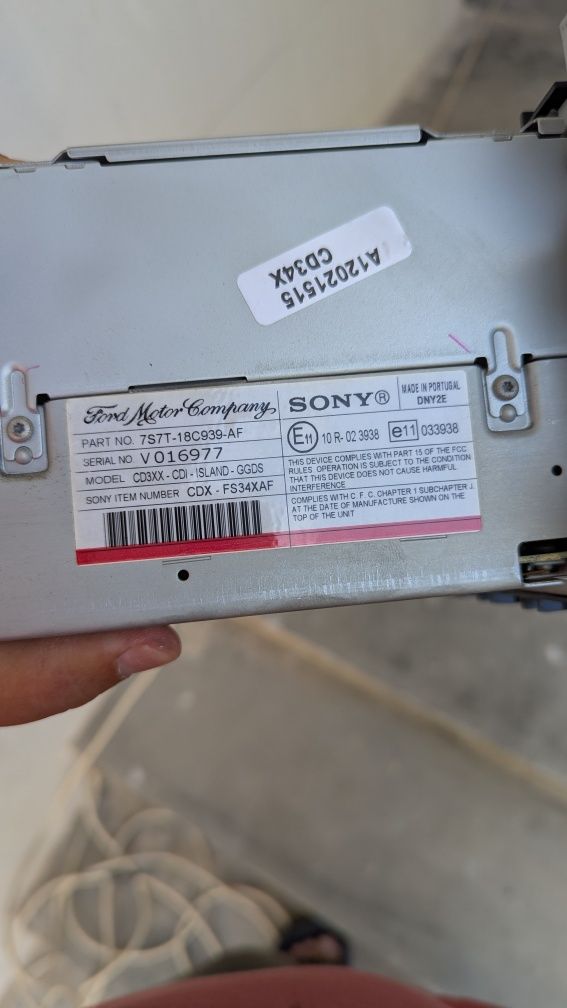 A12021515
CD34X
Ford Motor Company
PART NO. 7S7T-18C939-AF
SERIAL NO. V016977
MODEL CD3XX - CDI - ISLAND - GGDS
SONY ITEM NUMBER CDX - FS34XAF
SONY®
MADE IN PORTUGAL
DNY2E
E11 10 R- 02 3938 e11 033938
THIS DEVICE COMPLIES WITH PART 15 OF THE FCC
RULES. OPERATION IS SUBJECT TO THE CONDITION
THAT THIS DEVICE DOES NOT CAUSE HARMFUL
INTERFERENCE
COMPLIES WITH C. F. C. CHAPTER 1 SUBCHAPTER J.
AT THE DATE OF MANUFACTURE SHOWN ON THE
TOP OF THE UNIT